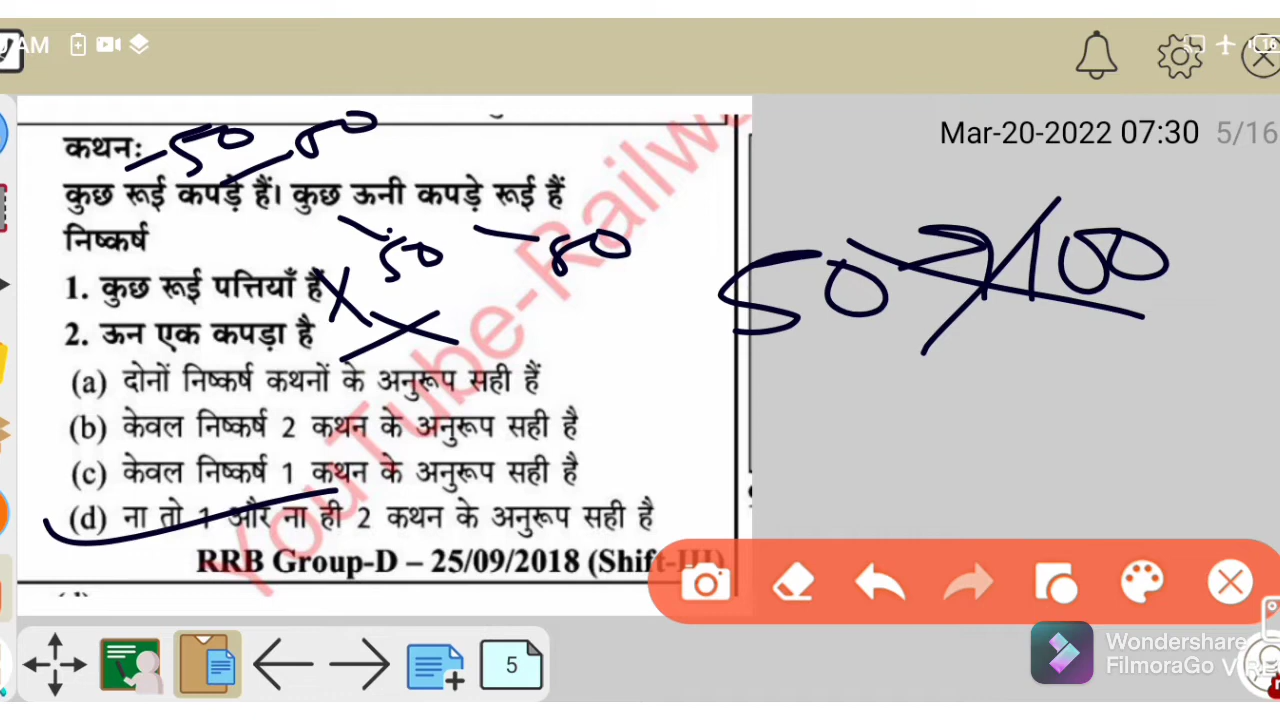 AM
16
Mar-20-2022 07:30 5/16
कथनः 50 50
कुछ रूई कपड़े हैं। कुछ ऊनी कपड़े रूई हैं
निष्कर्ष 50 50
50 100
1. कुछ रूई पत्तियाँ हैं
2. ऊन एक कपड़ा है
(a) दोनों निष्कर्ष कथनों के अनुरूप सही हैं
(b) केवल निष्कर्ष 2 कथन के अनुरूप सही है
(c) केवल निष्कर्ष 1 कथन के अनुरूप सही है
(d) ना तो 1 और ना ही 2 कथन के अनुरूप सही है
RRB Group-D – 25/09/2018 (Shift-III)
YouTube-Railw
5
Wondershare
FilmoraGo